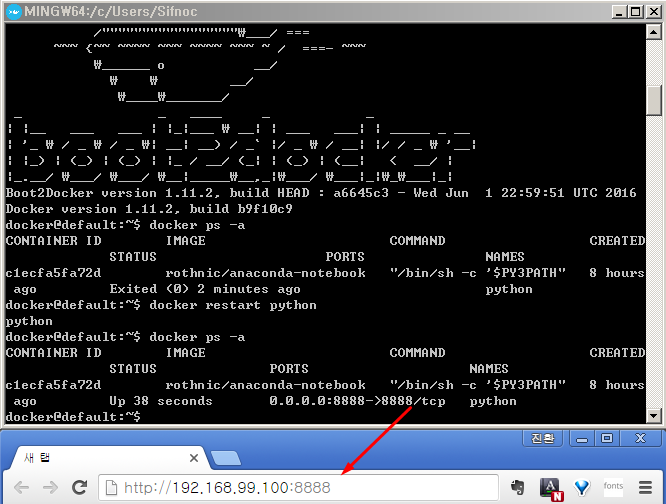 MINGW64:/c/Users/Sifnoc
boot2docker
Boot2Docker version 1.11.2, build HEAD : a6645c3 - Wed Jun  1 22:59:51 UTC 2016
Docker version 1.11.2, build b9f10c9
docker@default:~$ docker ps -a
CONTAINER ID        IMAGE                       COMMAND                  CREATED
             STATUS                     PORTS               NAMES
c1ecfa5fa72d        rothnic/anaconda-notebook   "/bin/sh -c '$PY3PATH"   8 hours
 ago         Exited (0) 2 minutes ago                       python
docker@default:~$ docker restart python
python
docker@default:~$ docker ps -a
CONTAINER ID        IMAGE                       COMMAND                  CREATED
             STATUS              PORTS                    NAMES
c1ecfa5fa72d        rothnic/anaconda-notebook   "/bin/sh -c '$PY3PATH"   8 hours
 ago         Up 38 seconds       0.0.0.0:8888->8888/tcp   python
docker@default:~$
진환
새 탭
http://192.168.99.100:8888
A N fonts